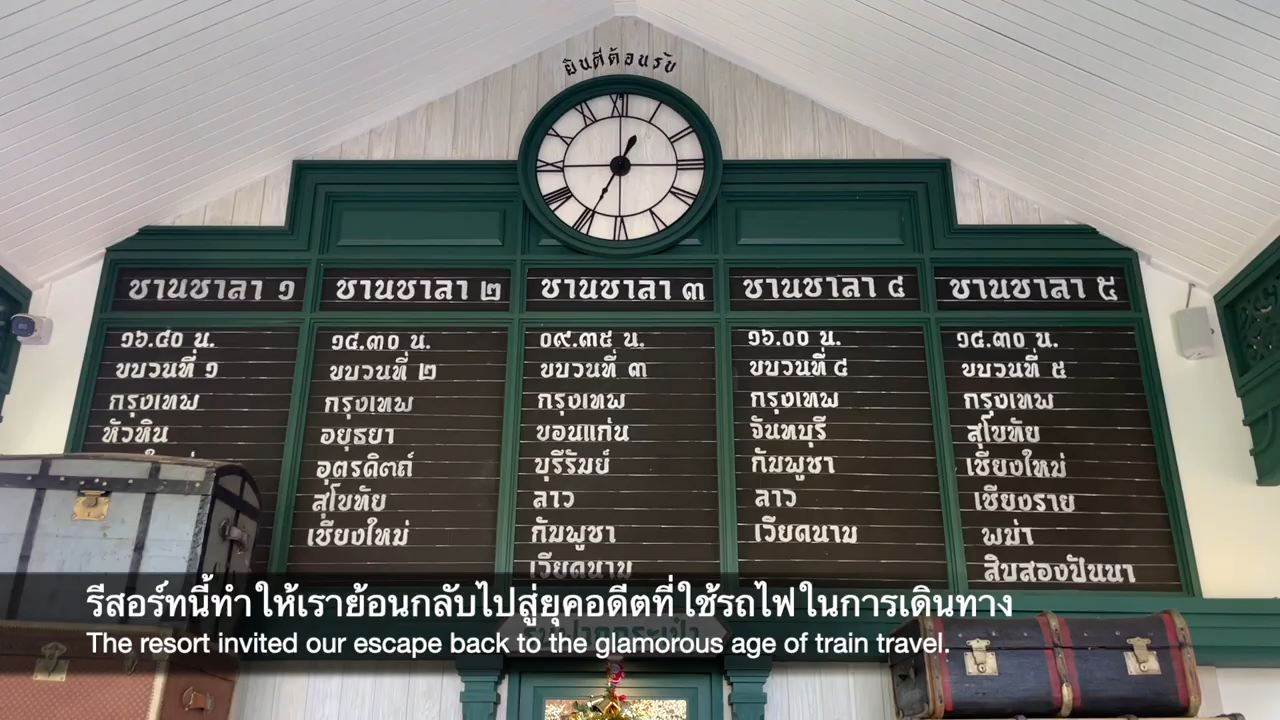 ยินดีต้อนรับ
ชานชาลา ๑
๑๖.๔๐ น.
ขบวนที่ ๑
กรุงเทพ
หัวหิน
ชานชาลา ๒
๑๔.๓๐ น.
ขบวนที่ ๒
กรุงเทพ
อยุธยา
อุตรดิตถ์
สุโขทัย
เชียงใหม่
ชานชาลา ๓
๐๙.๓๕ น.
ขบวนที่ ๓
กรุงเทพ
ขอนแก่น
บุรีรัมย์
ลาว
กัมพูชา
เวียดนาม
ชานชาลา ๔
๑๖.๐๐ น.
ขบวนที่ ๔
กรุงเทพ
จันทบุรี
กัมพูชา
ลาว
เวียดนาม
ชานชาลา ๕
๑๔.๓๐ น.
ขบวนที่ ๕
กรุงเทพ
สุโขทัย
เชียงใหม่
เชียงราย
พม่า
สิบสองปันนา
รีสอร์ทนี้ทำให้เราย้อนกลับไปสู่ยุคอดีตที่ใช้รถไฟในการเดินทาง
The resort invited our escape back to the glamorous age of train travel.